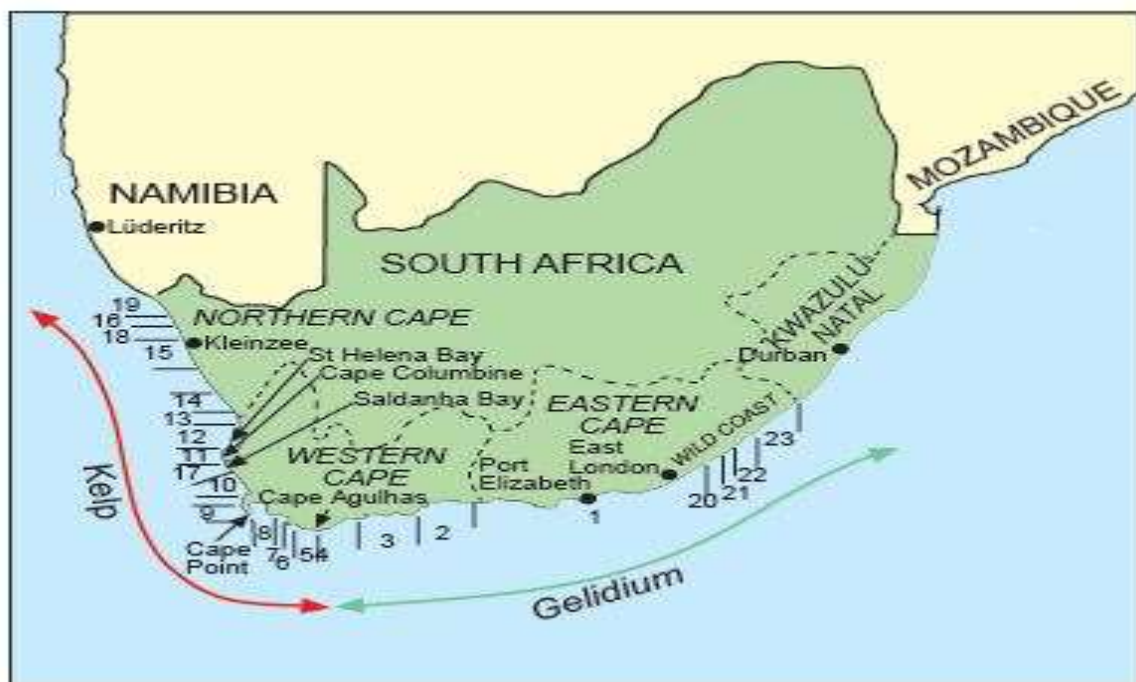 MOZAMBIQUE
NAMIBIA
Lüderitz
SOUTH AFRICA
KWAZULU
NATAL
19
NORTHERN CAPE
16
18
Kleinzee
15
St Helena Bay
Durban
Cape Columbine
Saldanha Bay
14
EASTERN
CAPE
13
WILD COAST
12
11
17
WESTERN
CAPE
East
London
23
22
21
20
Port
Elizabeth
10
Cape Agulhas
9
1
8
7
6
54
3
2
Cape
Point
Kelp
Gelidium